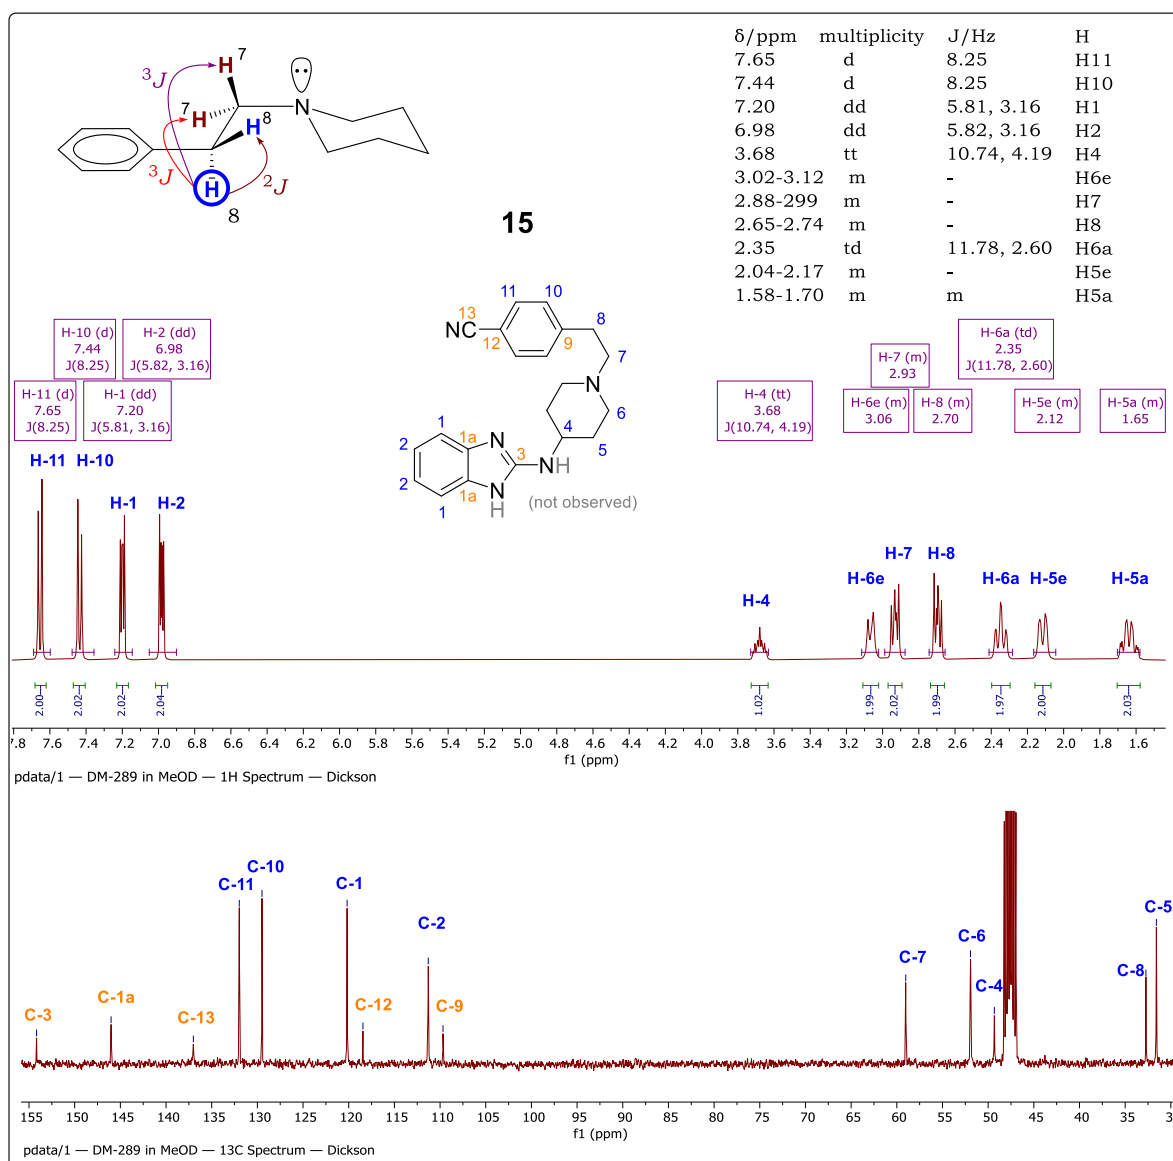 δ/ppm multiplicity J/Hz H
7.65 d 8.25 H11
7.44 d 8.25 H10
7.20 dd 5.81, 3.16 H1
6.98 dd 5.82, 3.16 H2
3.68 tt 10.74, 4.19 H4
3.02-3.12 m - H6e
2.88-299 m - H7
2.65-2.74 m - H8
2.35 td 11.78, 2.60 H6a
2.04-2.17 m - H5e
1.58-1.70 m m H5a
7
³J H
7 N
H H 8
³J ²J
H
8
15
11 10
13
NC 8
12 9
7
N
6
4
1 1a N 5
2
3 N
H
2
1a N
H (not observed)
1
H-10 (d)
7.44
J(8.25)
H-2 (dd)
6.98
J(5.82, 3.16)
H-11 (d)
7.65
J(8.25)
H-1 (dd)
7.20
J(5.81, 3.16)
H-4 (tt)
3.68
J(10.74, 4.19)
H-6e (m)
3.06
H-7 (m)
2.93
H-8 (m)
2.70
H-6a (td)
2.35
J(11.78, 2.60)
H-5e (m)
2.12
H-5a (m)
1.65
H-11 H-10 H-1 H-2 H-4 H-6e H-7 H-8 H-6a H-5e H-5a
2.00 2.02 2.02 2.04 1.02 1.99 2.02 1.99 1.97 2.00 2.03
7.8 7.6 7.4 7.2 7.0 6.8 6.6 6.4 6.2 6.0 5.8 5.6 5.4 5.2 5.0 4.8 4.6 4.4 4.2 4.0 3.8 3.6 3.4 3.2 3.0 2.8 2.6 2.4 2.2 2.0 1.8 1.6
f1 (ppm)
pdata/1 — DM-289 in MeOD — 1H Spectrum — Dickson
C-3 C-1a C-13 C-11 C-10 C-1 C-12 C-2 C-9 C-7 C-6 C-4 C-8 C-5
155 150 145 140 135 130 125 120 115 110 105 100 95 90 85 80 75 70 65 60 55 50 45 40 35 3
f1 (ppm)
pdata/1 — DM-289 in MeOD — 13C Spectrum — Dickson